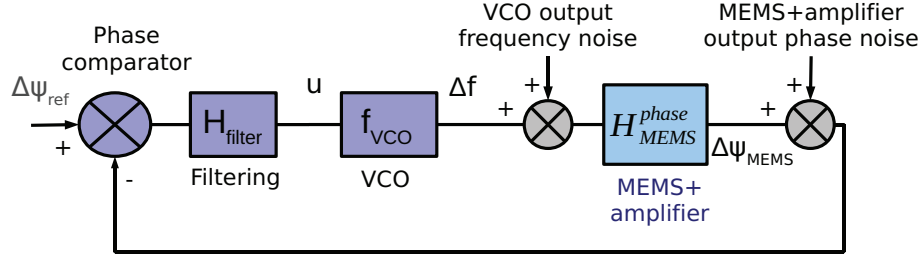 VCO output
frequency noise
MEMS+amplifier
output phase noise
Phase
comparator
Δψref
+
-
Hfilter
Filtering
u
fVCO
VCO
Δf
+
+
H phase MEMS
MEMS+
amplifier
ΔψMEMS
+
+